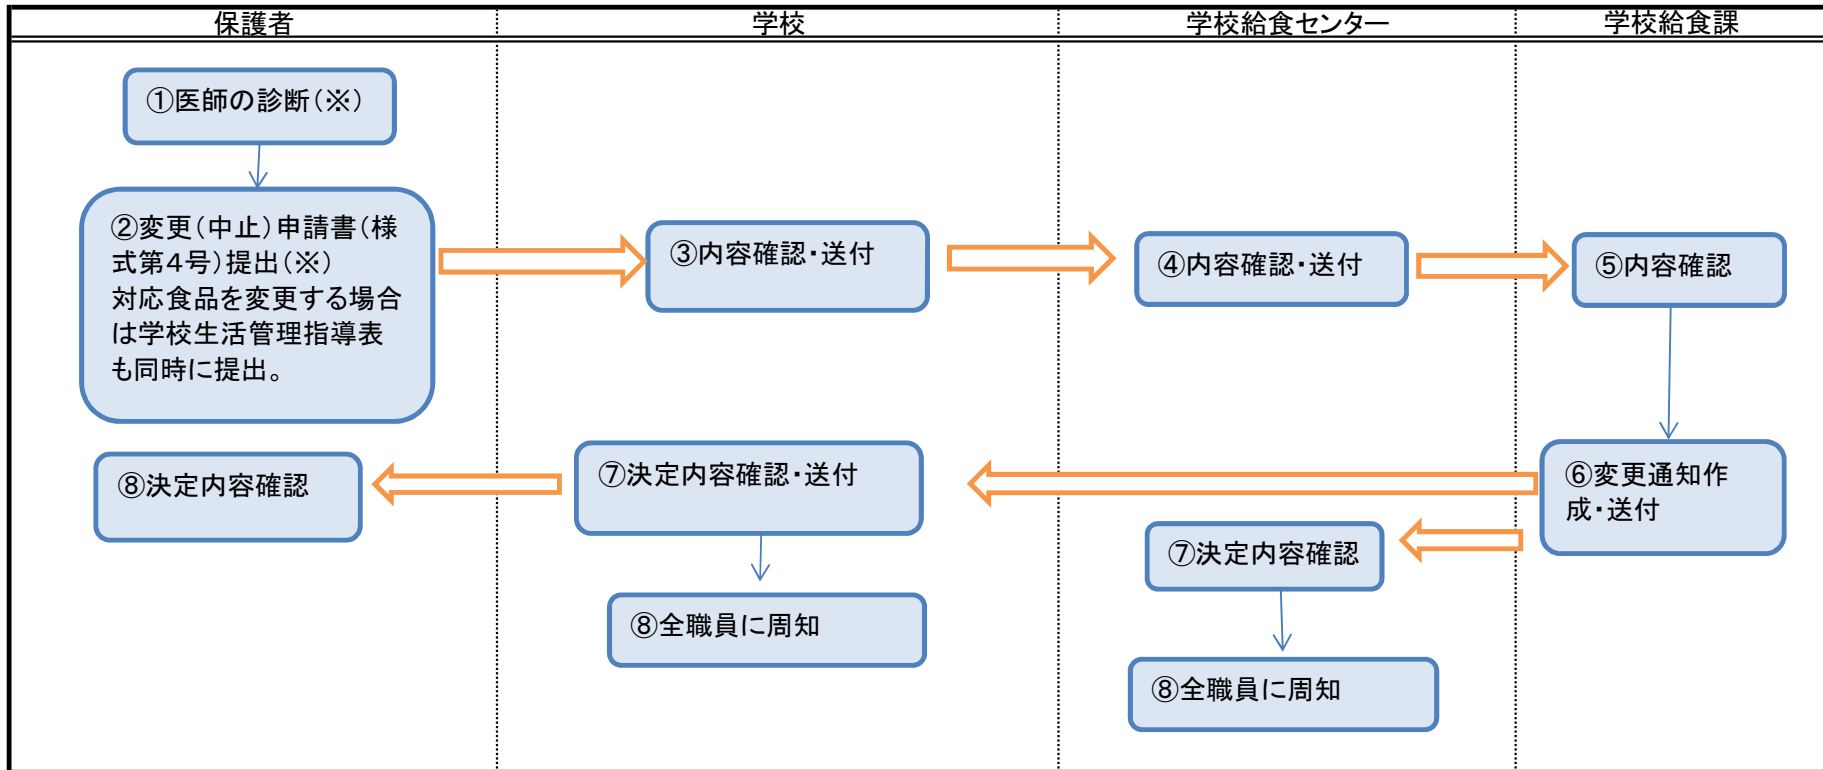 保護者
学校
学校給食センター
学校給食課
①医師の診断(※)
②変更(中止)申請書(様
式第4号)提出(※)
対応食品を変更する場合
は学校生活管理指導表
も同時に提出。
③内容確認・送付
④内容確認・送付
⑤内容確認
⑥変更通知作
成・送付
⑦決定内容確認・送付
⑧決定内容確認
⑦決定内容確認
⑧全職員に周知
⑧全職員に周知